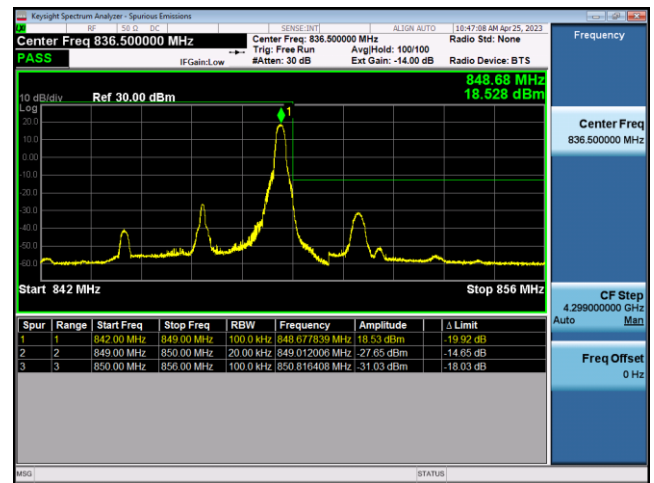 Keysight Spectrum Analyzer - Spurious Emissions
RF 50 Ω DC SENSE:INT ALIGN AUTO 10:47:08 AM Apr 25, 2023
Center Freq 836.500000 MHz
Center Freq: 836.500000 MHz Radio Std: None
Trig: Free Run Avg|Hold: 100/100
PASS IFGain:Low #Atten: 30 dB Ext Gain: -14.00 dB Radio Device: BTS
848.68 MHz
18.528 dBm
10 dB/div Ref 30.00 dBm
Log
20.0
10.0
0.00
-10.0
-20.0
-30.0
-40.0
-50.0
-60.0
1
Start 842 MHz Stop 856 MHz
Spur Range Start Freq Stop Freq RBW Frequency Amplitude Δ Limit
1 1 842.00 MHz 849.00 MHz 100.0 kHz 848.677839 MHz 18.53 dBm -19.92 dB
2 2 849.00 MHz 850.00 MHz 20.00 kHz 849.012006 MHz -27.65 dBm -14.65 dB
3 3 850.00 MHz 856.00 MHz 100.0 kHz 850.816408 MHz -31.03 dBm -18.03 dB
MSG STATUS
Frequency
Center Freq
836.500000 MHz
CF Step
4.299000000 GHz
Auto Man
Freq Offset
0 Hz